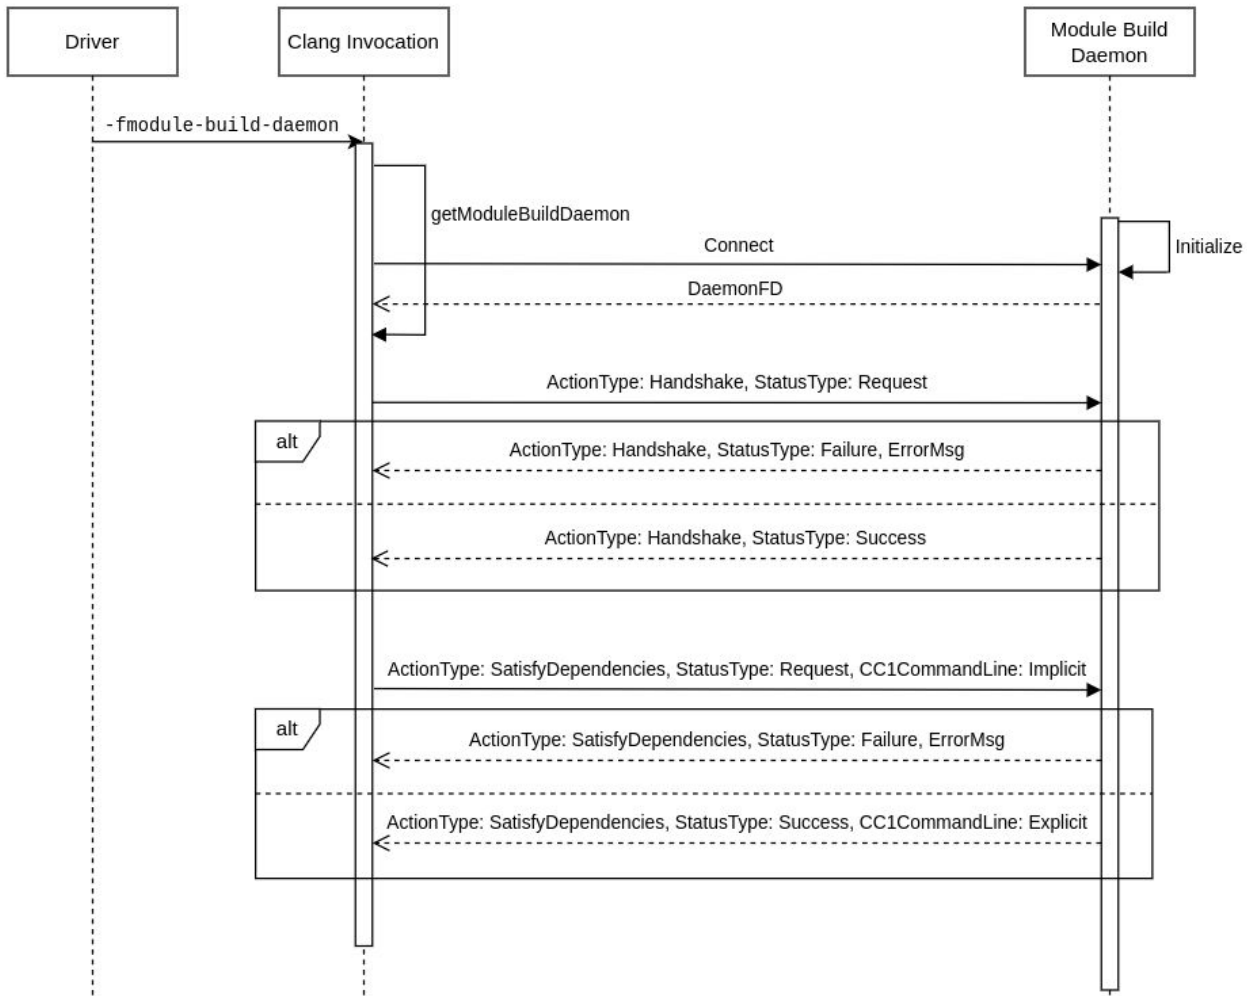 Driver
Clang Invocation
Module Build
Daemon
-fmodule-build-daemon
getModuleBuildDaemon
Connect
Initialize
DaemonFD
ActionType: Handshake, StatusType: Request
alt
ActionType: Handshake, StatusType: Failure, ErrorMsg
ActionType: Handshake, StatusType: Success
ActionType: SatisfyDependencies, StatusType: Request, CC1CommandLine: Implicit
alt
ActionType: SatisfyDependencies, StatusType: Failure, ErrorMsg
ActionType: SatisfyDependencies, StatusType: Success, CC1CommandLine: Explicit